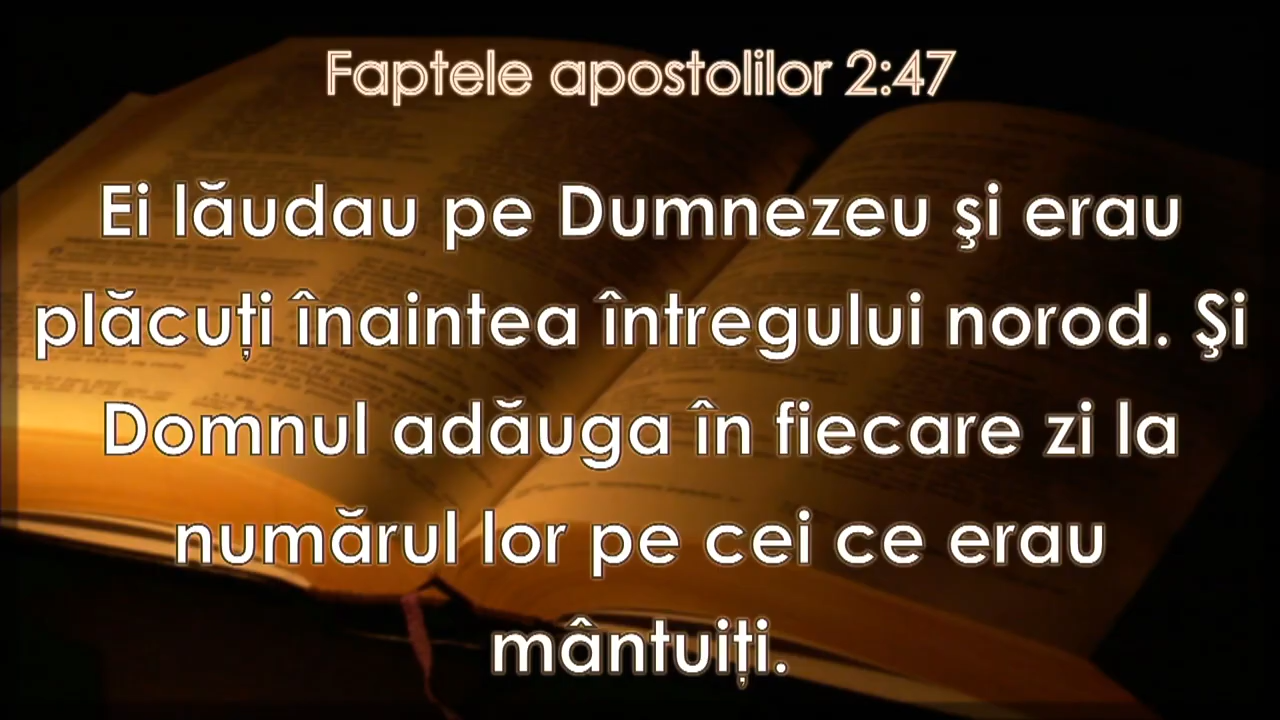 Faptele apostolilor 2:47
Ei lăudau pe Dumnezeu şi erau
plăcuți înaintea întregului norod. Şi
Domnul adăuga în fiecare zi la
numărul lor pe cei ce erau
mântuiți.